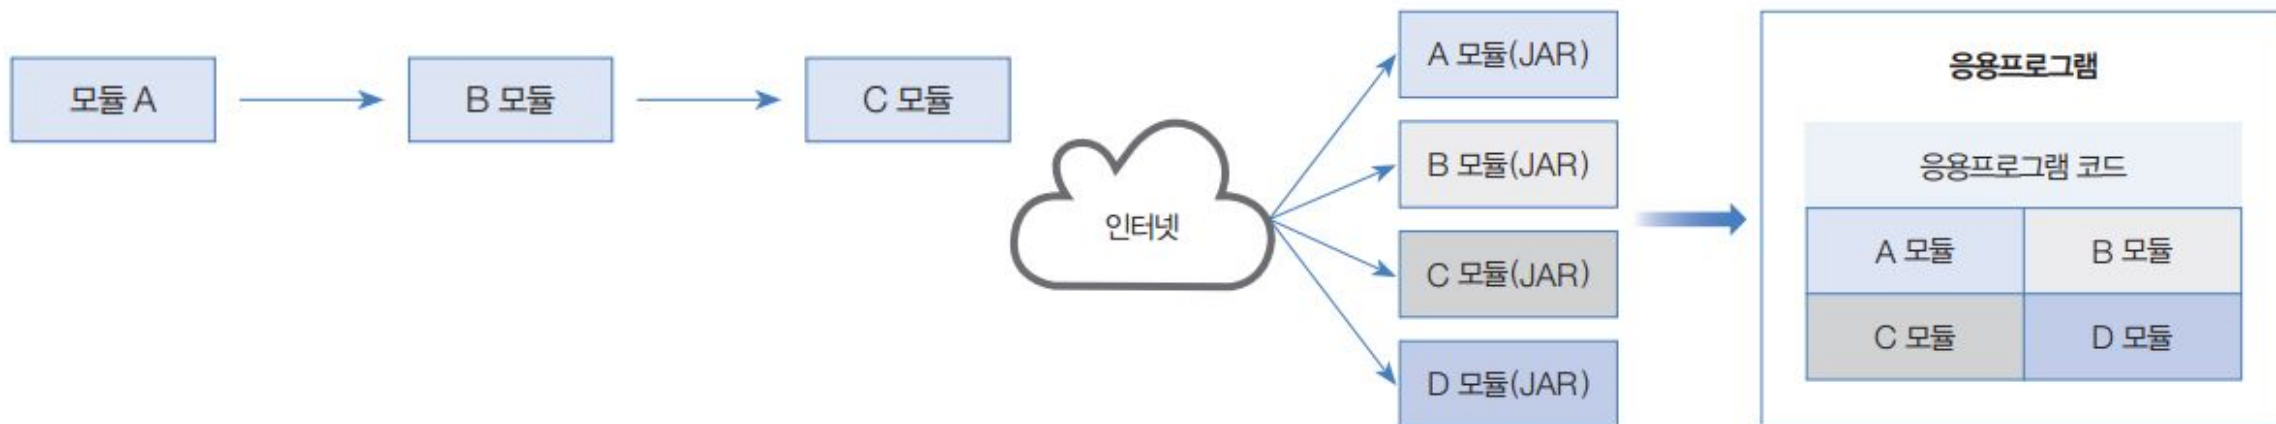 모듈 A
B 모듈
C 모듈
인터넷
A 모듈(JAR)
B 모듈(JAR)
C 모듈(JAR)
D 모듈(JAR)
응용프로그램
응용프로그램 코드
A 모듈
B 모듈
C 모듈
D 모듈